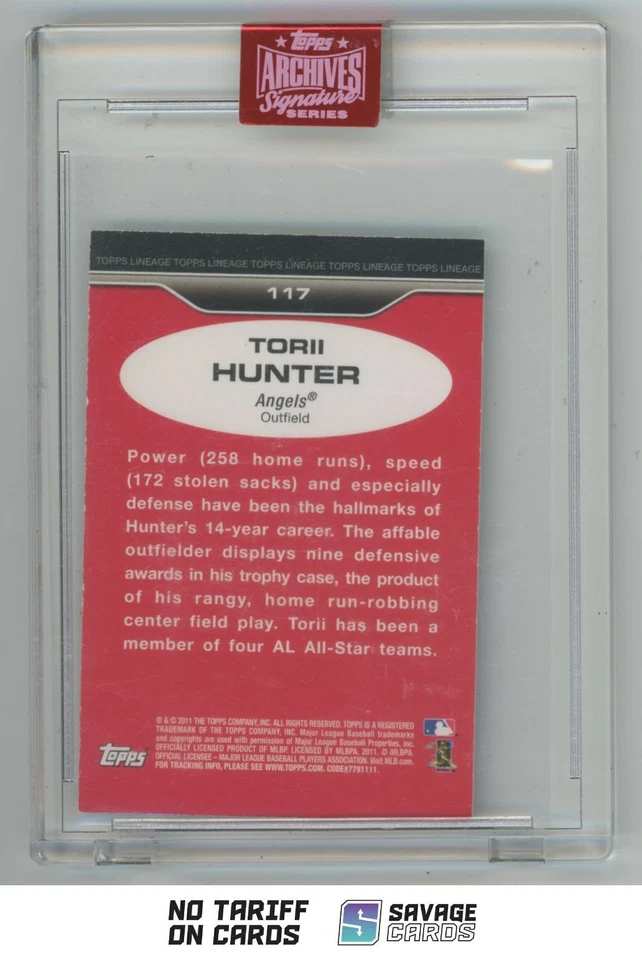 Topps
ARCHIVES
Signature
SERIES
TOPPS LINEAGE TOPPS LINEAGE TOPPS LINEAGE TOPPS LINEAGE TOPPS LINEAGE
117
TORII
HUNTER
Angels®
Outfield
Power (258 home runs), speed
(172 stolen sacks) and especially
defense have been the hallmarks of
Hunter's 14-year career. The affable
outfielder displays nine defensive
awards in his trophy case, the product
of his rangy, home run-robbing
center field play. Torii has been a
member of four AL All-Star teams.
® & © 2011 THE TOPPS COMPANY, INC. ALL RIGHTS RESERVED. TOPPS IS A REGISTERED
TRADEMARK OF THE TOPPS COMPANY, INC. Major League Baseball trademarks
and copyrights are used with permission of Major League Baseball Properties, Inc.
OFFICIALLY LICENSED PRODUCT OF MLBP. LICENSED BY MLBPA, 2011. © MLBPA.
OFFICIAL LICENSEE – MAJOR LEAGUE BASEBALL PLAYERS ASSOCIATION. Visit MLB.com.
FOR TRACKING INFO, PLEASE SEE WWW.TOPPS.COM. CODE#7791111.
Topps
NO TARIFF
ON CARDS
SAVAGE
CARDS